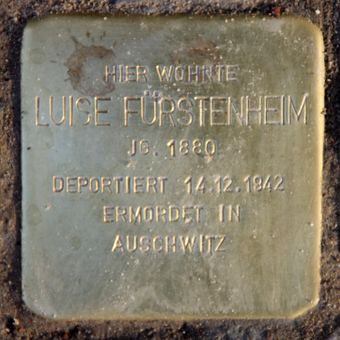 HIER WOHNTE
LUISE FÜRSTENHEIM
JG. 1880
DEPORTIERT 14.12.1942
ERMORDET IN
AUSCHWITZ